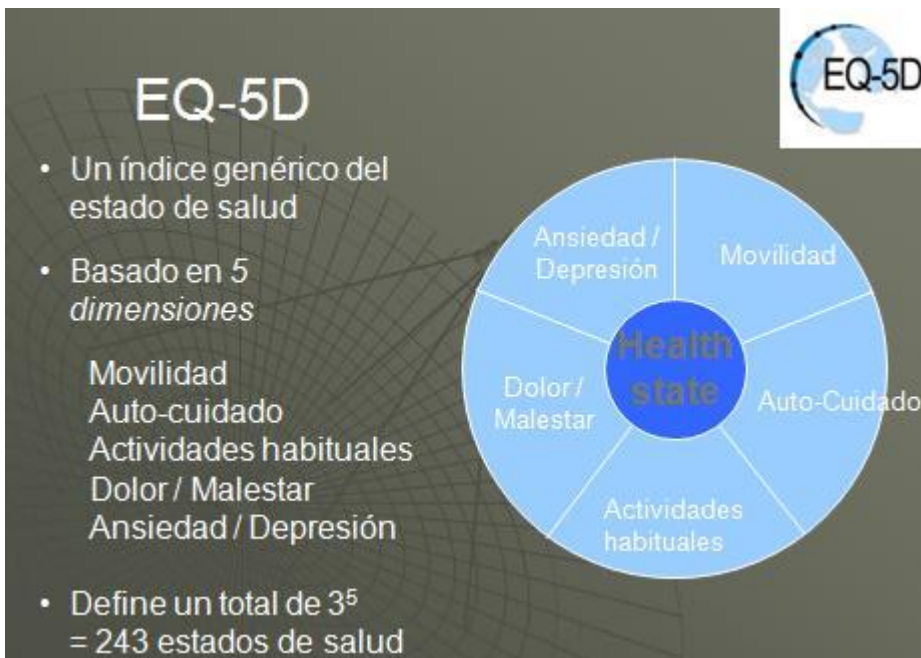 EQ-5D
EQ-5D
• Un índice genérico del
estado de salud
• Basado en 5
dimensiones
Movilidad
Auto-cuidado
Actividades habituales
Dolor / Malestar
Ansiedad / Depresión
• Define un total de 3⁵
= 243 estados de salud
Ansiedad /
Depresión
Movilidad
Health
state
Dolor /
Malestar
Auto-Cuidado
Actividades
habituales